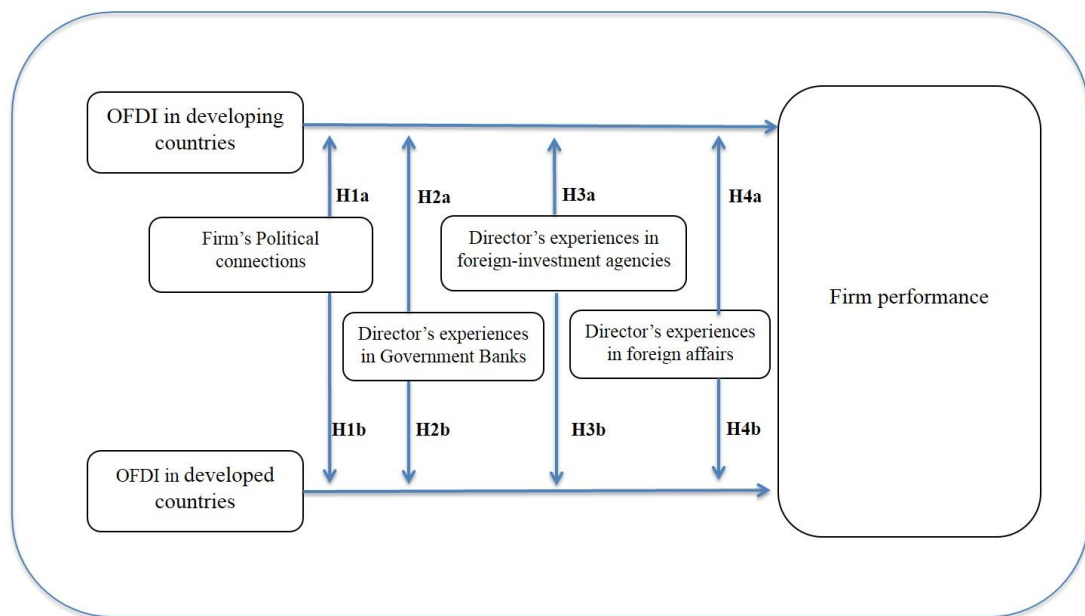 OFDI in developing
countries
H1a
H2a
H3a
H4a
Firm's Political
connections
Director's experiences in
foreign-investment agencies
Firm performance
Director's experiences
in Government Banks
Director's experiences
in foreign affairs
H1b
H2b
H3b
H4b
OFDI in developed
countries